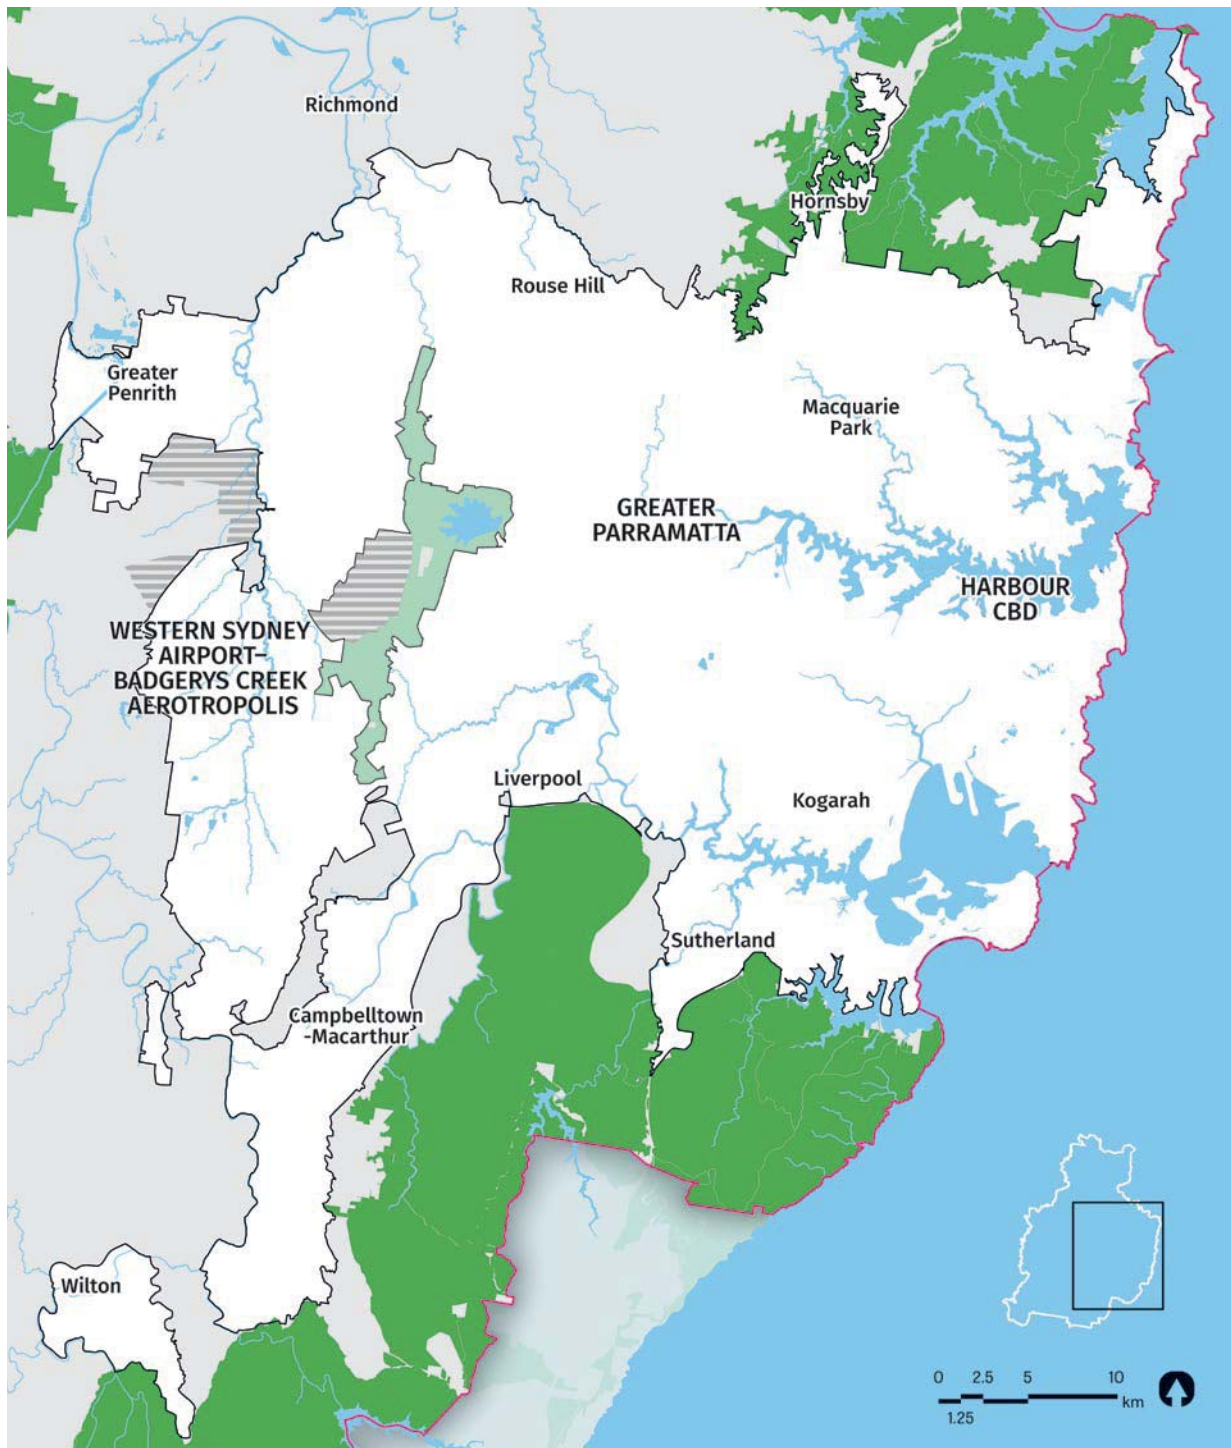 Richmond
Hornsby
Rouse Hill
Greater
Penrith
Macquarie
Park
GREATER
PARRAMATTA
HARBOUR
CBD
WESTERN SYDNEY
AIRPORT–
BADGERYS CREEK
AEROTROPOLIS
Liverpool
Kogarah
Sutherland
Campbelltown
-Macarthur
Wilton
0 2.5 5 10
km
1.25